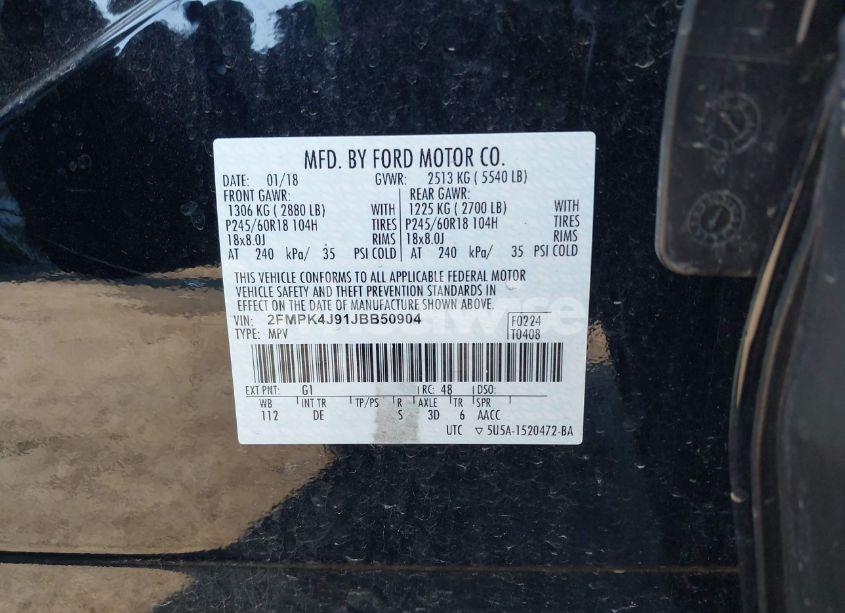 MFD. BY FORD MOTOR CO.
DATE: 01/18 GVWR: 2513 KG ( 5540 LB)
FRONT GAWR: REAR GAWR:
1306 KG ( 2880 LB) WITH 1225 KG ( 2700 LB) WITH
P245/60R18 104H TIRES P245/60R18 104H TIRES
18x8.0J RIMS 18x8.0J RIMS
AT 240 kPa/ 35 PSI COLD AT 240 kPa/ 35 PSI COLD
THIS VEHICLE CONFORMS TO ALL APPLICABLE FEDERAL MOTOR
VEHICLE SAFETY AND THEFT PREVENTION STANDARDS IN
EFFECT ON THE DATE OF MANUFACTURE SHOWN ABOVE.
VIN: 2FMPK4J91JBB50904 F0224
TYPE: MPV T0408
EXT PNT: G1 RC: 48 DSO:
WB INT TR TP/PS R AXLE TR SPR
112 DE S 3D 6 AACC
UTC ▽ 5U5A-1520472-BA